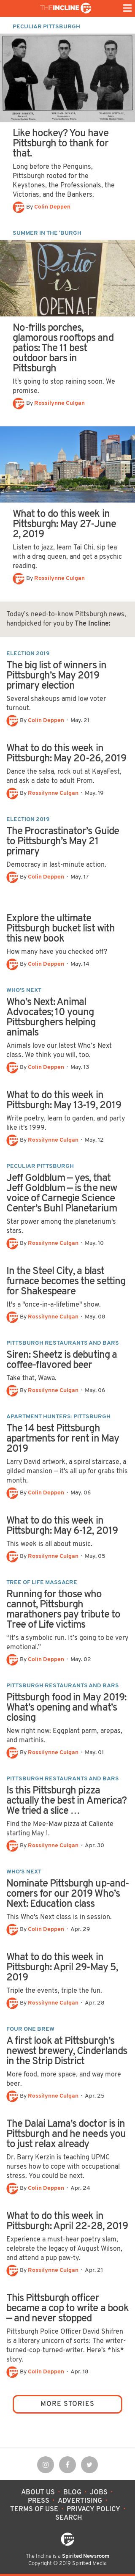 THE INCLINE
PECULIAR PITTSBURGH
Like hockey? You have
Pittsburgh to thank for
that.
Long before the Penguins,
Pittsburgh rooted for the
Keystones, the Professionals, the
Victorias, and the Bankers.
By Colin Deppen
SUMMER IN THE 'BURGH
Patio
is
OPEN A.F.
No-frills porches,
glamorous rooftops and
patios: The 11 best
outdoor bars in
Pittsburgh
It's going to stop raining soon. We
promise.
By Rossilynne Culgan
What to do this week in
Pittsburgh: May 27-June
2, 2019
Listen to jazz, learn Tai Chi, sip tea
with a drag queen, and get a psychic
reading.
By Rossilynne Culgan
Today's need-to-know Pittsburgh news,
handpicked for you by The Incline:
ELECTION 2019
The big list of winners in
Pittsburgh's May 2019
primary election
Several shakeups amid low voter
turnout.
By Colin Deppen · May. 21
What to do this week in
Pittsburgh: May 20-26, 2019
Dance the salsa, rock out at KayaFest,
and ask a date to adult Prom.
By Rossilynne Culgan · May. 19
ELECTION 2019
The Procrastinator's Guide
to Pittsburgh's May 21
primary
Democracy in last-minute action.
By Colin Deppen · May. 17
Explore the ultimate
Pittsburgh bucket list with
this new book
How many have you checked off?
By Colin Deppen · May. 14
WHO'S NEXT
Who's Next: Animal
Advocates; 10 young
Pittsburghers helping
animals
Animals love our latest Who's Next
class. We think you will, too.
By Colin Deppen · May. 13
What to do this week in
Pittsburgh: May 13-19, 2019
Write poetry, learn to garden, and party
like it's 1999.
By Rossilynne Culgan · May. 12
PECULIAR PITTSBURGH
Jeff Goldblum — yes, that
Jeff Goldblum — is the new
voice of Carnegie Science
Center's Buhl Planetarium
Star power among the planetarium's
stars.
By Rossilynne Culgan · May. 10
In the Steel City, a blast
furnace becomes the setting
for Shakespeare
It's a "once-in-a-lifetime" show.
By Rossilynne Culgan · May. 08
PITTSBURGH RESTAURANTS AND BARS
Siren: Sheetz is debuting a
coffee-flavored beer
Take that, Wawa.
By Rossilynne Culgan · May. 06
APARTMENT HUNTERS: PITTSBURGH
The 14 best Pittsburgh
apartments for rent in May
2019
Larry David artwork, a spiral staircase, a
gilded mansion — it's all up for grabs this
month.
By Colin Deppen · May. 06
What to do this week in
Pittsburgh: May 6-12, 2019
This week is all about music.
By Rossilynne Culgan · May. 05
TREE OF LIFE MASSACRE
Running for those who
cannot, Pittsburgh
marathoners pay tribute to
Tree of Life victims
"It's a symbolic run. It's going to be very
emotional."
By Colin Deppen · May. 02
PITTSBURGH RESTAURANTS AND BARS
Pittsburgh food in May 2019:
What's opening and what's
closing
New right now: Eggplant parm, arepas,
and martinis.
By Rossilynne Culgan · May. 01
PITTSBURGH RESTAURANTS AND BARS
Is this Pittsburgh pizza
actually the best in America?
We tried a slice …
Find the Mee-Maw pizza at Caliente
starting May 1.
By Rossilynne Culgan · Apr. 30
WHO'S NEXT
Nominate Pittsburgh up-and-
comers for our 2019 Who's
Next: Education class
This Who's Next class is in session.
By Colin Deppen · Apr. 29
What to do this week in
Pittsburgh: April 29-May 5,
2019
Triple the events, triple the fun.
By Rossilynne Culgan · Apr. 28
FOUR ONE BREW
A first look at Pittsburgh's
newest brewery, Cinderlands
in the Strip District
More food, more space, and way more
beer.
By Rossilynne Culgan · Apr. 25
The Dalai Lama's doctor is in
Pittsburgh and he needs you
to just relax already
Dr. Barry Kerzin is teaching UPMC
nurses how to cope with occupational
stress. You could be next.
By Colin Deppen · Apr. 24
What to do this week in
Pittsburgh: April 22-28, 2019
Experience a must-hear poetry slam,
celebrate the legacy of August Wilson,
and attend a pup paw-ty.
By Rossilynne Culgan · Apr. 21
This Pittsburgh officer
became a cop to write a book
— and never stopped
Pittsburgh Police Officer David Shifren
is a literary unicorn of sorts: The writer-
turned-cop-turned-writer. Here's *his*
story.
By Colin Deppen · Apr. 18
MORE STORIES
ABOUT US · BLOG · JOBS
PRESS · ADVERTISING
TERMS OF USE · PRIVACY POLICY
SEARCH
The Incline is a Spirited Newsroom
Copyright © 2019 Spirited Media